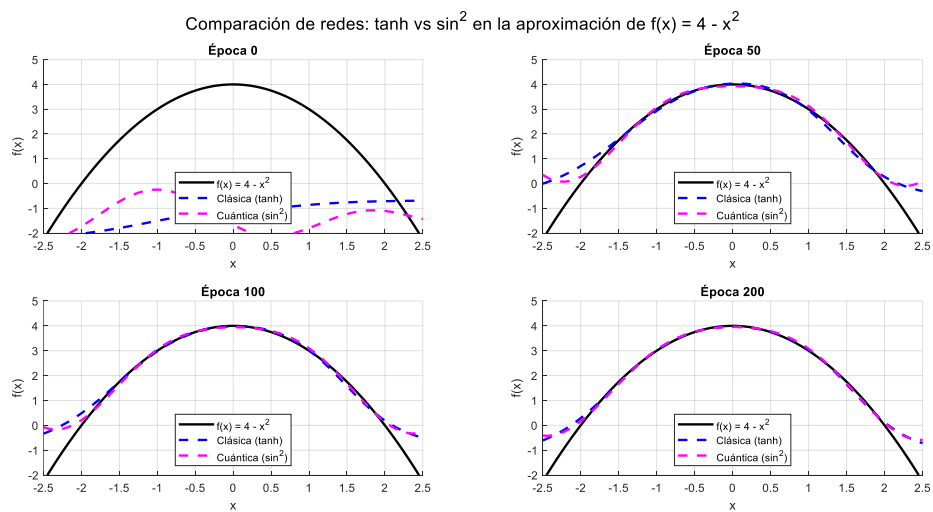 Comparación de redes: tanh vs sin² en la aproximación de f(x) = 4 - x²
Época 0
5
4
3
2
1
0
-1
-2
f(x)
f(x) = 4 - x²
Clásica (tanh)
Cuántica (sin²)
-2.5 -2 -1.5 -1 -0.5 0 0.5 1 1.5 2 2.5
x
Época 50
5
4
3
2
1
0
-1
-2
f(x)
f(x) = 4 - x²
Clásica (tanh)
Cuántica (sin²)
-2.5 -2 -1.5 -1 -0.5 0 0.5 1 1.5 2 2.5
x
Época 100
5
4
3
2
1
0
-1
-2
f(x)
f(x) = 4 - x²
Clásica (tanh)
Cuántica (sin²)
-2.5 -2 -1.5 -1 -0.5 0 0.5 1 1.5 2 2.5
x
Época 200
5
4
3
2
1
0
-1
-2
f(x)
f(x) = 4 - x²
Clásica (tanh)
Cuántica (sin²)
-2.5 -2 -1.5 -1 -0.5 0 0.5 1 1.5 2 2.5
x